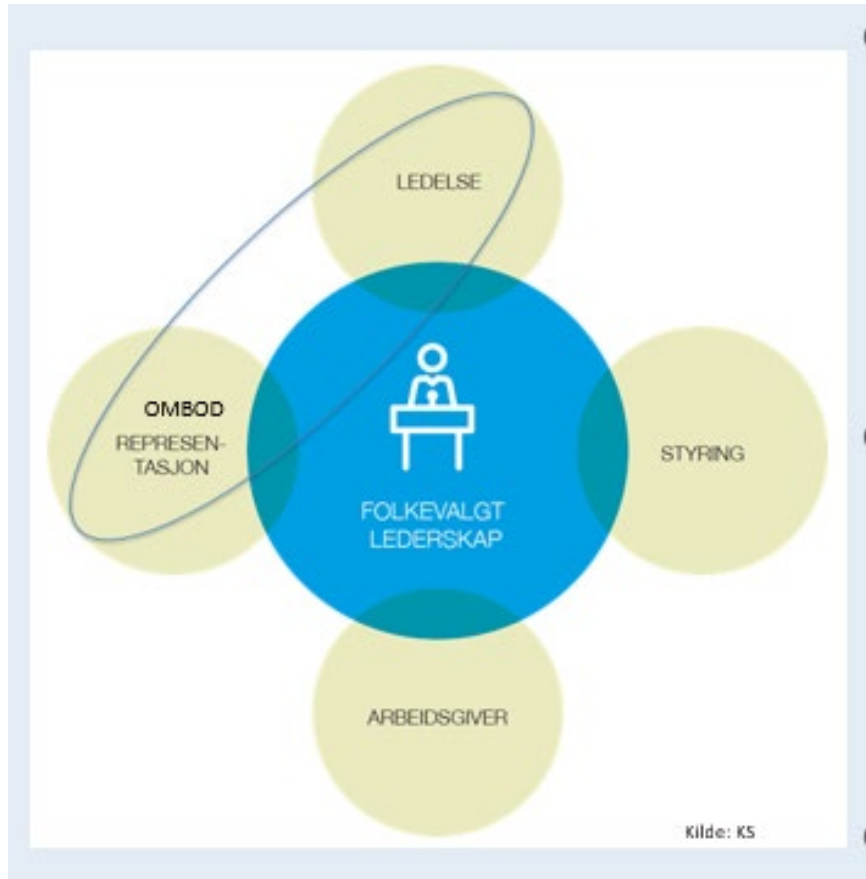 LEDELSE
OMBOD
REPRESEN-
TASJON
STYRING
FOLKEVALGT
LEDERSKAP
ARBEIDSGIVER
Kilde: KS